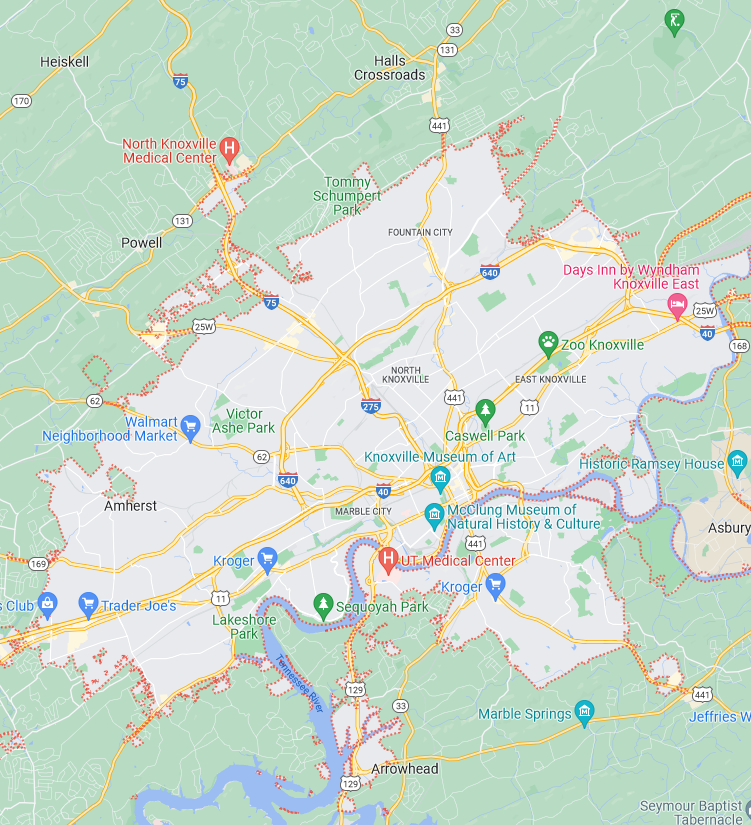 33
Heiskell
Halls
Crossroads
131
75
170
441
North Knoxville
Medical Center
H
Tommy
Schumpert
Park
131
FOUNTAIN CITY
Powell
640
Days Inn by Wyndham
Knoxville East
75
25W
25W
40
Zoo Knoxville
168
NORTH
KNOXVILLE
EAST KNOXVILLE
62
275
441
11
Victor
Ashe Park
Walmart
Neighborhood Market
Caswell Park
62
Knoxville Museum of Art
Historic Ramsey House
640
40
Amherst
MARBLE CITY
McClung Museum of
Natural History & Culture
Asbury
441
169
Kroger
H
UT Medical Center
Kroger
11
s Club
Trader Joe's
Sequoyah Park
Lakeshore
Park
Tennessee River
129
441
33
Marble Springs
Jeffries W
Arrowhead
129
Seymour Baptist
Tabernacle